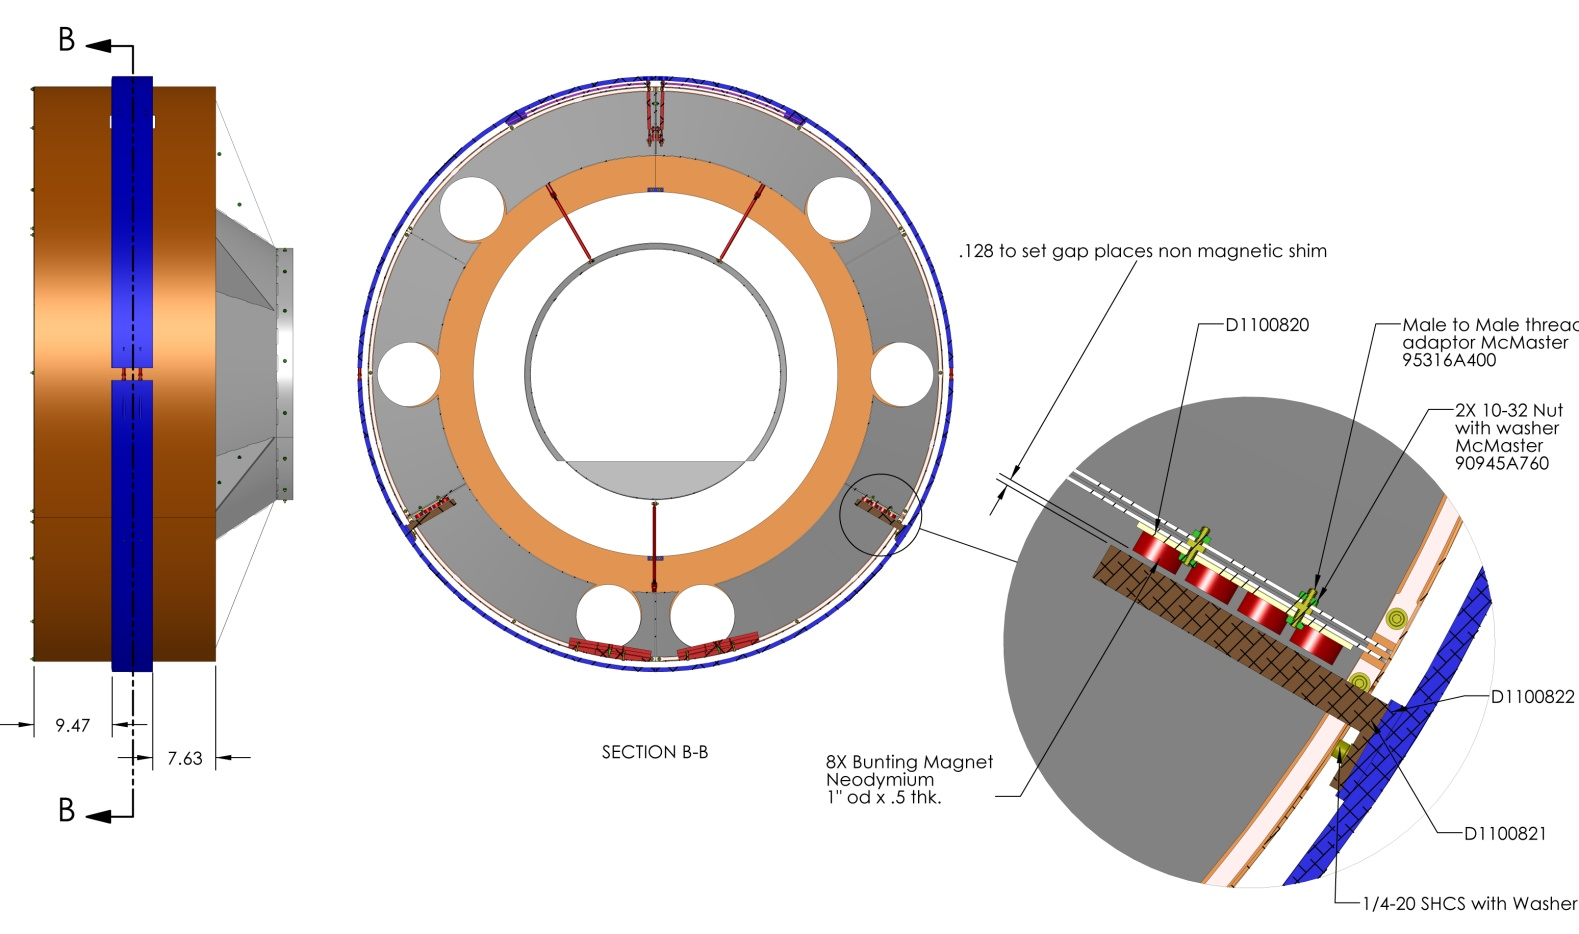 B
B
9.47
7.63
SECTION B-B
.128 to set gap places non magnetic shim
D1100820
Male to Male threac
adaptor McMaster
95316A400
2X 10-32 Nut
with washer
McMaster
90945A760
D1100822
8X Bunting Magnet
Neodymium
1" od x .5 thk.
D1100821
1/4-20 SHCS with Washer